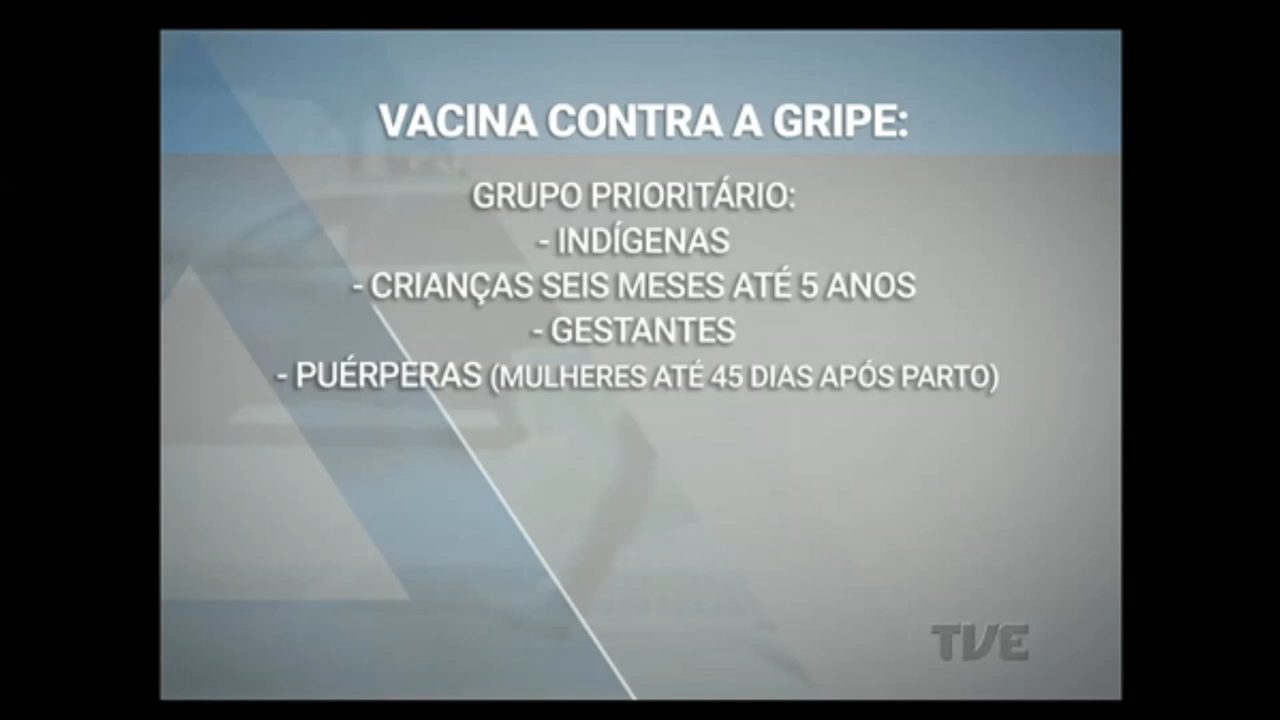 VACINA CONTRA A GRIPE:
GRUPO PRIORITÁRIO:
- INDÍGENAS
- CRIANÇAS SEIS MESES ATÉ 5 ANOS
- GESTANTES
- PUÉRPERAS (MULHERES ATÉ 45 DIAS APÓS PARTO)
TVE